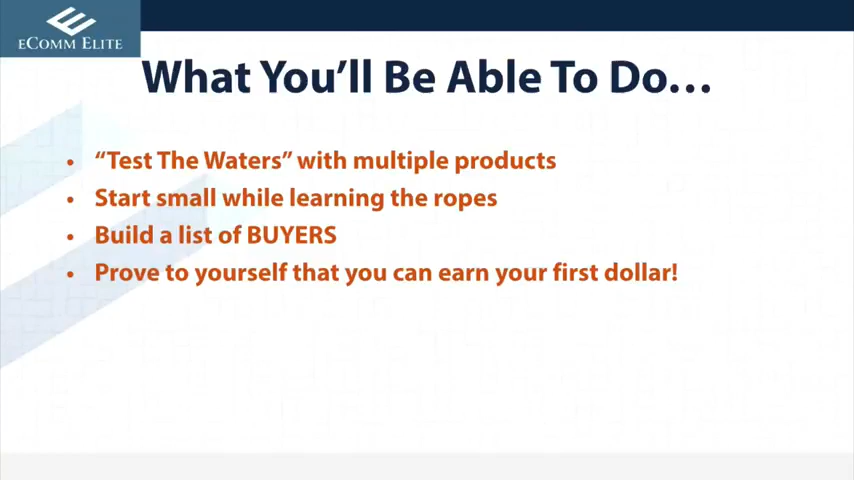 eComm Elite
What You'll Be Able To Do...
• "Test The Waters" with multiple products
• Start small while learning the ropes
• Build a list of BUYERS
• Prove to yourself that you can earn your first dollar!